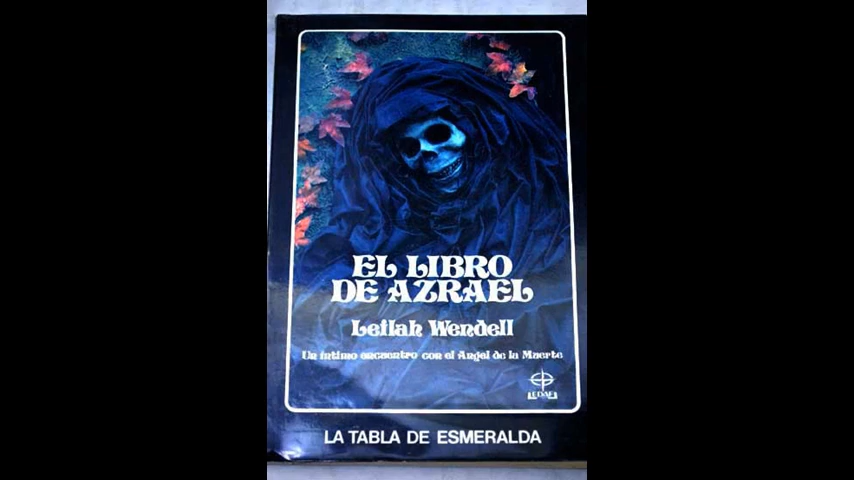 EL LIBRO
DE AZRAEL
Leilah Wendell
Un íntimo encuentro con el Angel de la Muerte
EDAF
LA TABLA DE ESMERALDA